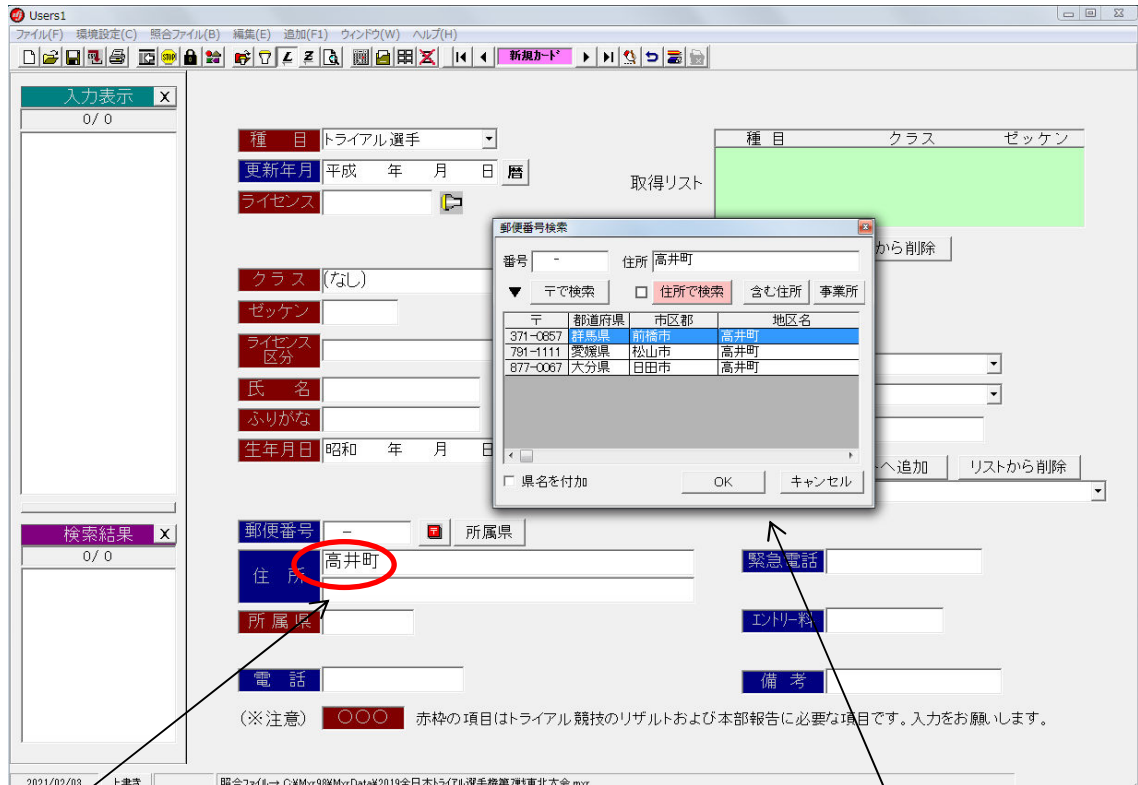 Users1
ファイル(F) 環境設定(C) 照合ファイル(B) 編集(E) 追加(F1) ウィンドウ(W) ヘルプ(H)
STOP 新規カード
入力表示 X
0/ 0
種 目 トライアル選手
更新年月 平成 年 月 日 暦
ライセンス
種 目 クラス ゼッケン
取得リスト
から削除
クラス (なし)
ゼッケン
ライセンス
区分
氏 名
ふりがな
生年月日 昭和 年 月 日
郵便番号検索
番号 - 住所 高井町
▼ 〒で検索 住所で検索 含む住所 事業所
〒 都道府県 市区郡 地区名
371-0857 群馬県 前橋市 高井町
791-1111 愛媛県 松山市 高井町
877-0067 大分県 日田市 高井町
県名を付加 OK キャンセル
へ追加 リストから削除
検索結果 X
0/ 0
郵便番号 - 〒 所属県
住 所 高井町
緊急電話
所属県
エントリー料
電 話
備 考
(※注意) ○○○ 赤枠の項目はトライアル競技のリザルトおよび本部報告に必要な項目です。入力をお願いします。
2021/02/03 上書き